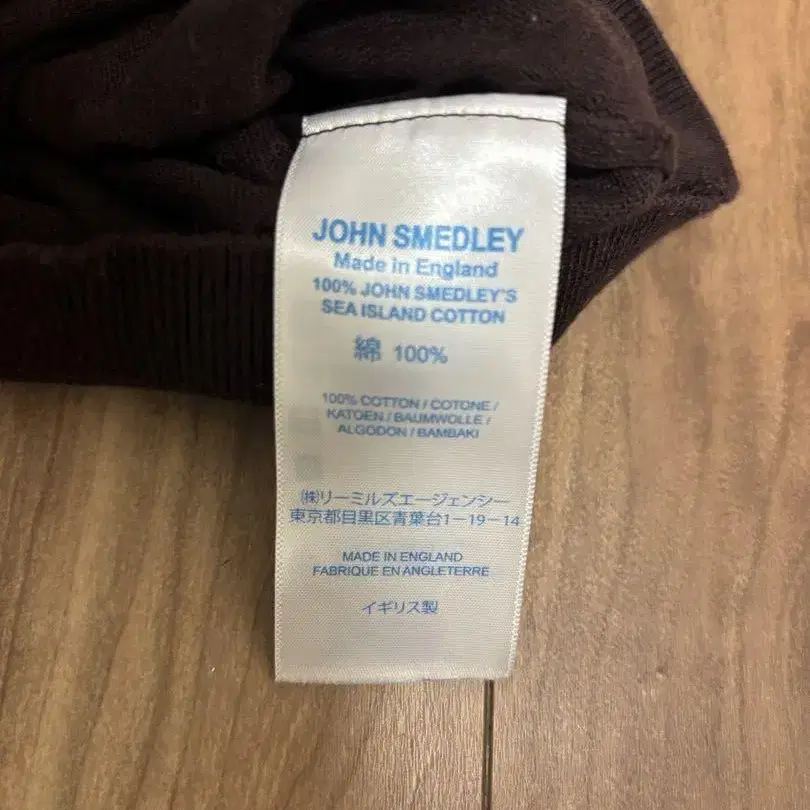 JOHN SMEDLEY
Made in England
100% JOHN SMEDLEY'S
SEA ISLAND COTTON
綿 100%
100% COTTON / COTONE /
KATOEN / BAUMWOLLE /
ALGODON / BAMBAKI
㈱リーミルズエージェンシー
東京都目黒区青葉台1-19-14
MADE IN ENGLAND
FABRIQUE EN ANGLETERRE
イギリス製